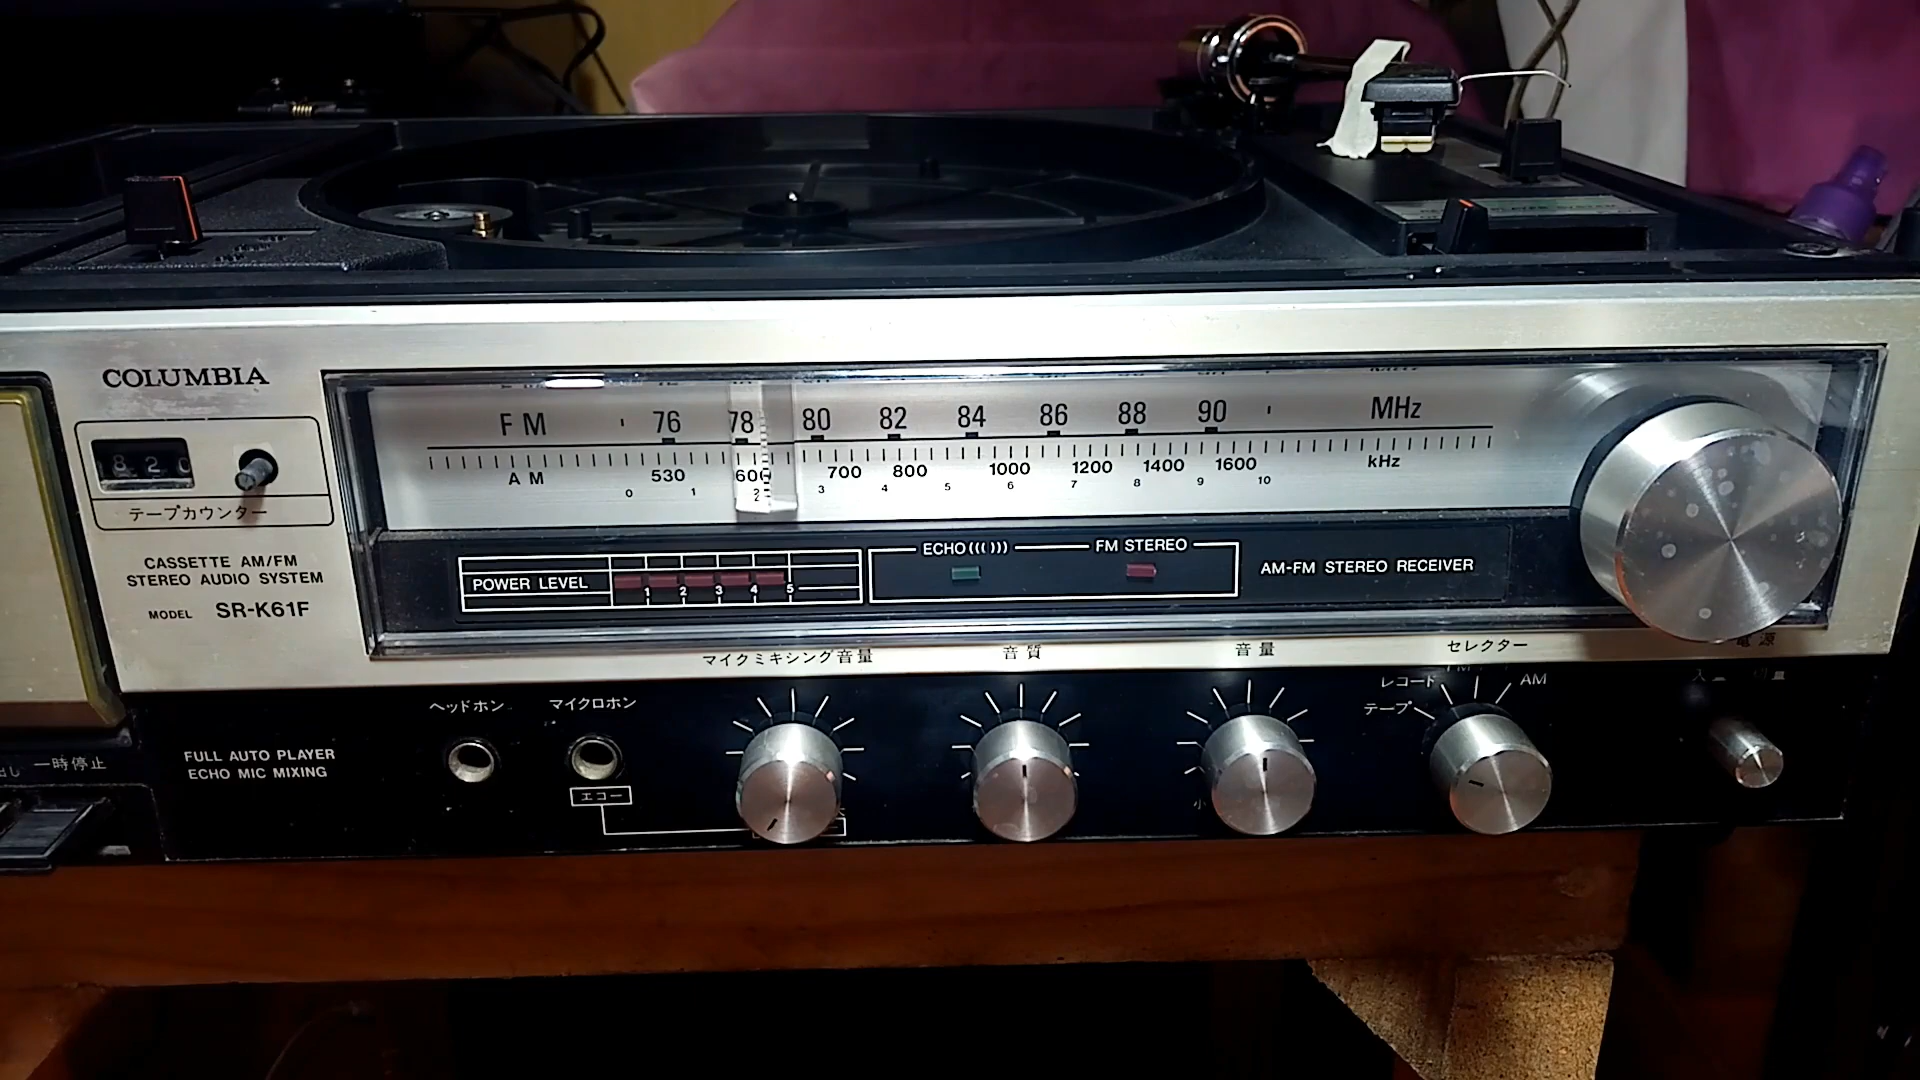 COLUMBIA
8 2
テープカウンター
CASSETTE AM/FM
STEREO AUDIO SYSTEM
MODEL SR-K61F
FM 76 78 80 82 84 86 88 90 MHz
AM 530 600 700 800 1000 1200 1400 1600 kHz
0 1 2 3 4 5 6 7 8 9 10
POWER LEVEL
1 2 3 4 5
ECHO ((( )))
FM STEREO
AM-FM STEREO RECEIVER
マイクミキシング音量
音質
音量
セレクター
電源
ヘッドホン
マイクロホン
エコー
レコード
AM
テープ
小
一時停止
FULL AUTO PLAYER
ECHO MIC MIXING